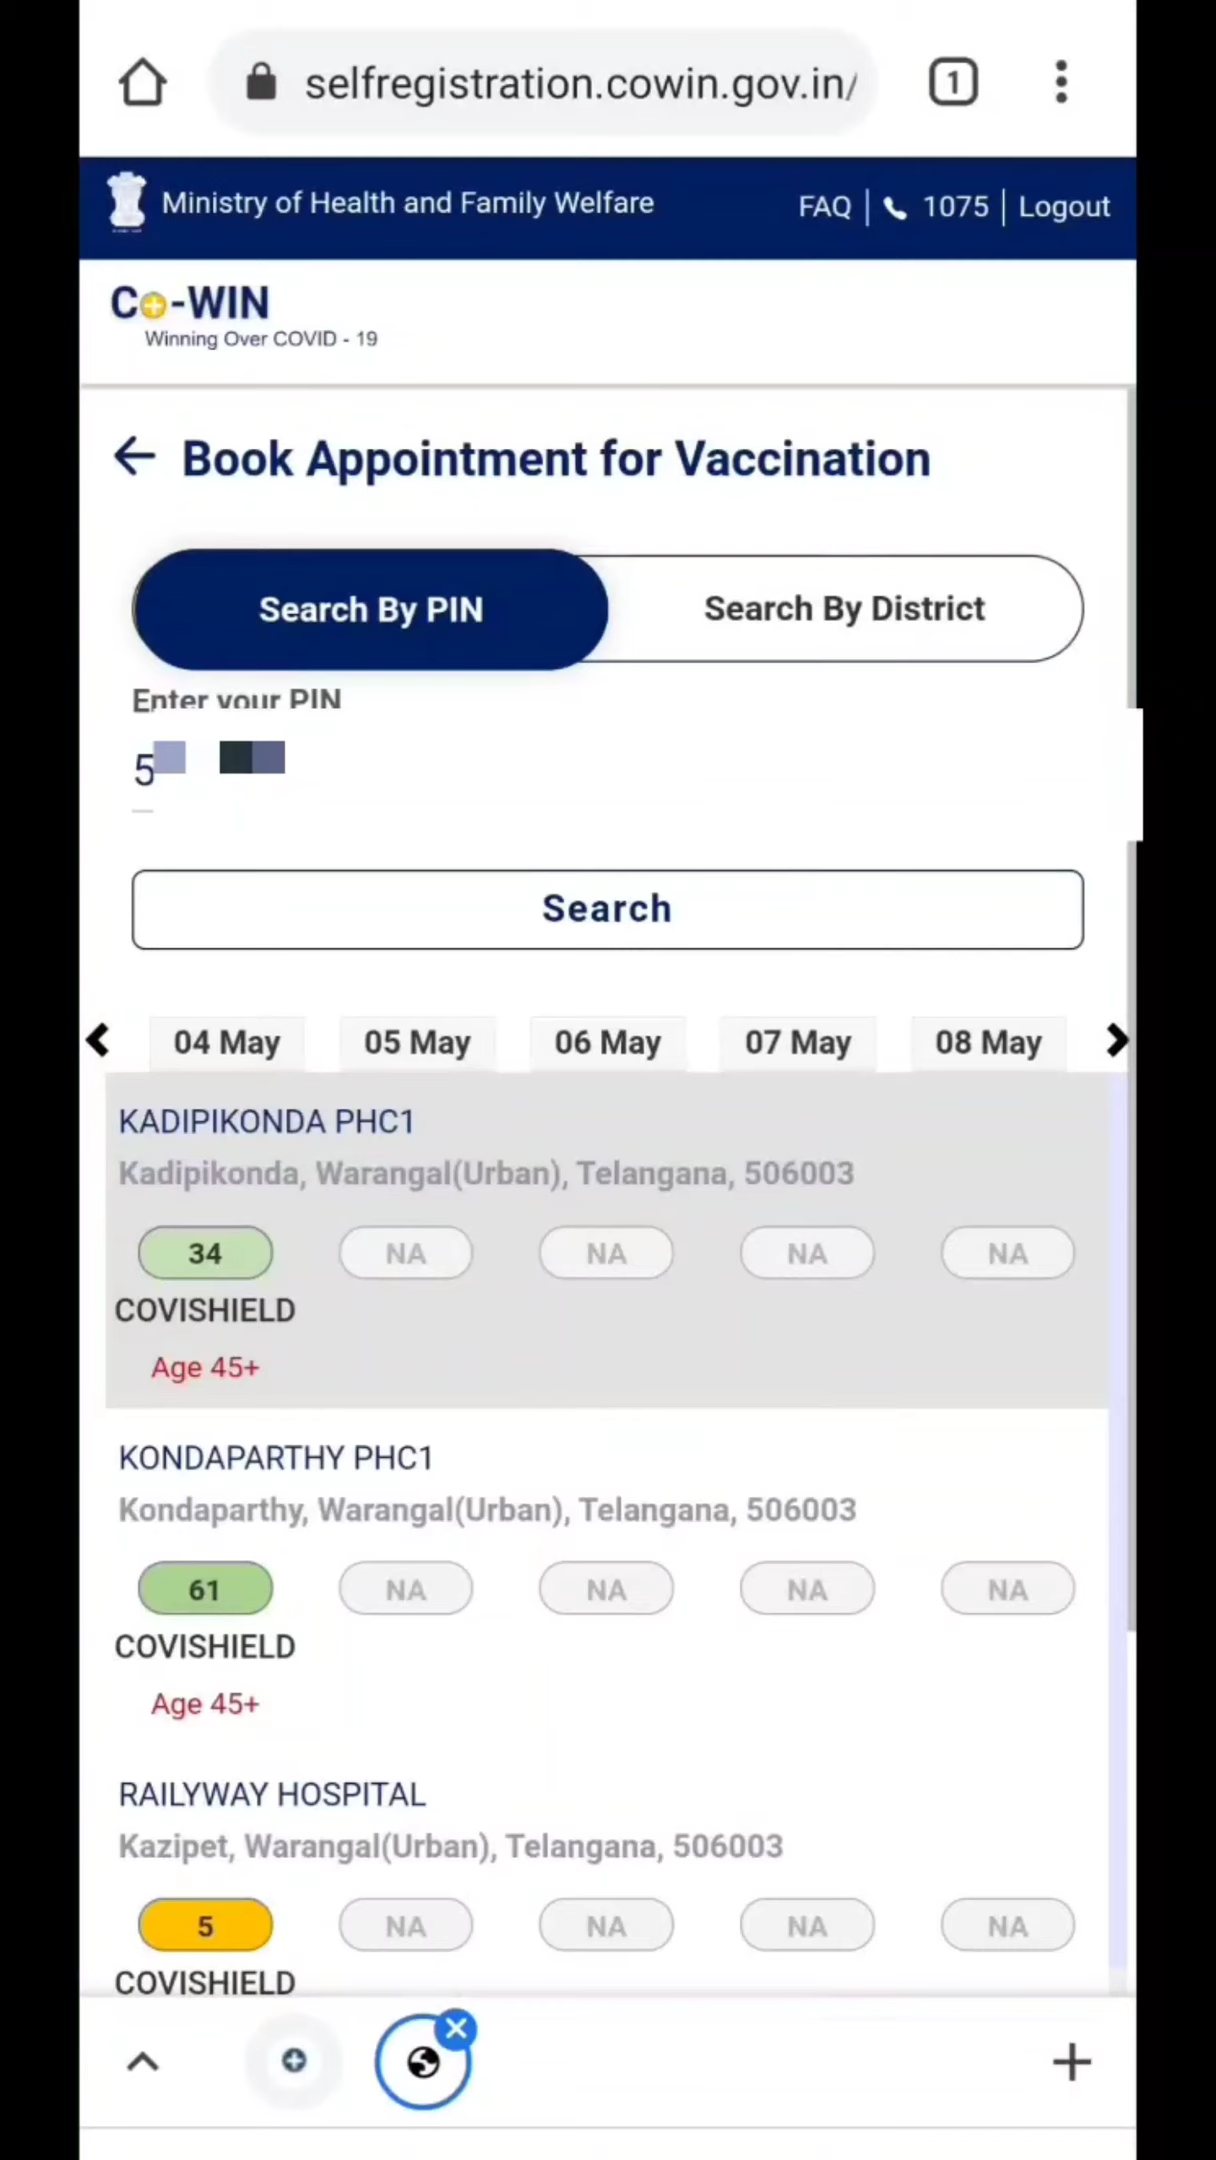 selfregistration.cowin.gov.in/
1
Ministry of Health and Family Welfare
FAQ | 1075 | Logout
Co-WIN
Winning Over COVID - 19
Book Appointment for Vaccination
Search By PIN
Search By District
Enter your PIN
5
Search
04 May 05 May 06 May 07 May 08 May
KADIPIKONDA PHC1
Kadipikonda, Warangal(Urban), Telangana, 506003
34 NA NA NA NA
COVISHIELD
Age 45+
KONDAPARTHY PHC1
Kondaparthy, Warangal(Urban), Telangana, 506003
61 NA NA NA NA
COVISHIELD
Age 45+
RAILYWAY HOSPITAL
Kazipet, Warangal(Urban), Telangana, 506003
5 NA NA NA NA
COVISHIELD